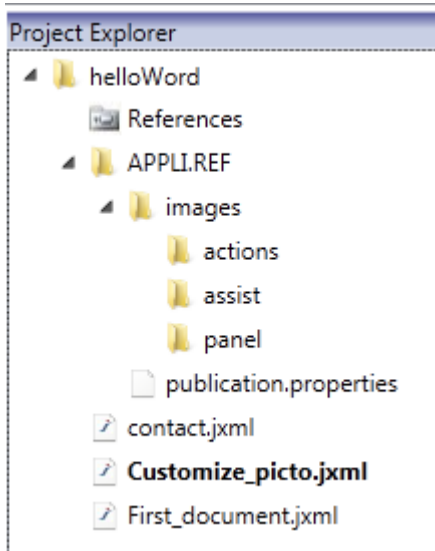 Project Explorer
helloWord
References
APPLI.REF
images
actions
assist
panel
publication.properties
contact.jxml
Customize_picto.jxml
First_document.jxml